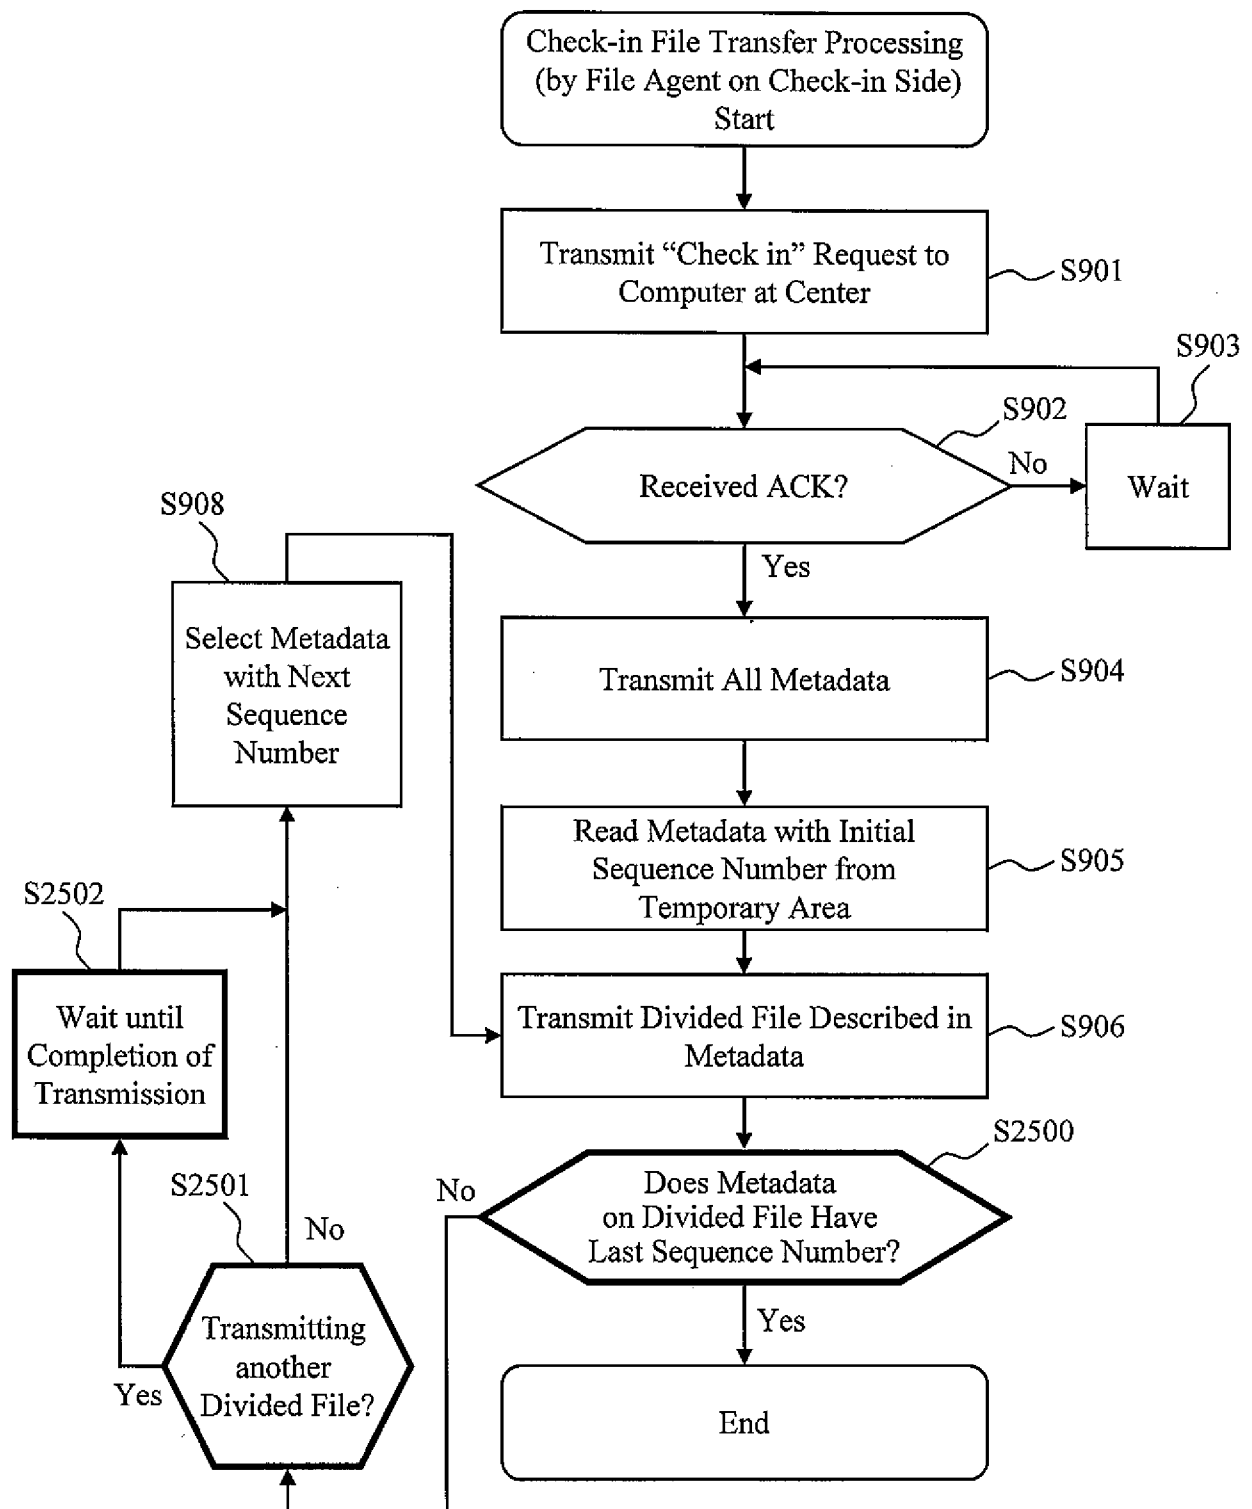 Check-in File Transfer Processing
(by File Agent on Check-in Side)
Start
Transmit “Check in” Request to
Computer at Center
S901
S903
S902
Received ACK?
No
Wait
Yes
S908
Select Metadata
with Next
Sequence
Number
Transmit All Metadata
S904
Read Metadata with Initial
Sequence Number from
Temporary Area
S905
S2502
Wait until
Completion of
Transmission
Transmit Divided File Described in
Metadata
S906
S2500
Does Metadata
on Divided File Have
Last Sequence Number?
No
Yes
S2501
No
Transmitting
another
Divided File?
Yes
End